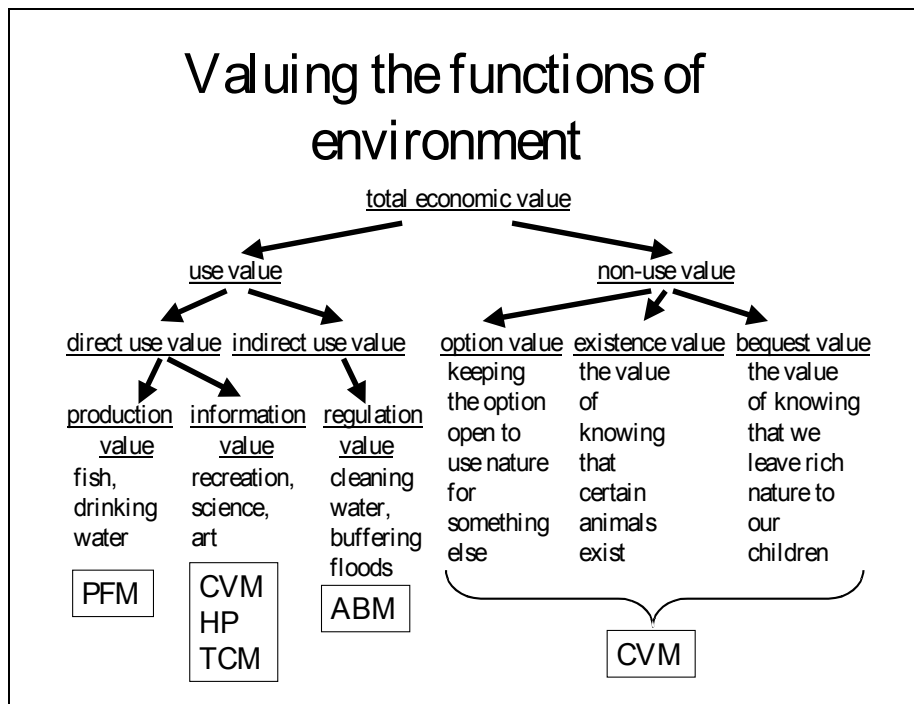 Valuing the functions of
environment
total economic value
use value
non-use value
direct use value
indirect use value
production
value
fish,
drinking
water
PFM
information
value
recreation,
science,
art
CVM
HP
TCM
regulation
value
cleaning
water,
buffering
floods
ABM
option value
keeping
the option
open to
use nature
for
something
else
existence value
the value
of
knowing
that
certain
animals
exist
bequest value
the value
of knowing
that we
leave rich
nature to
our
children
CVM